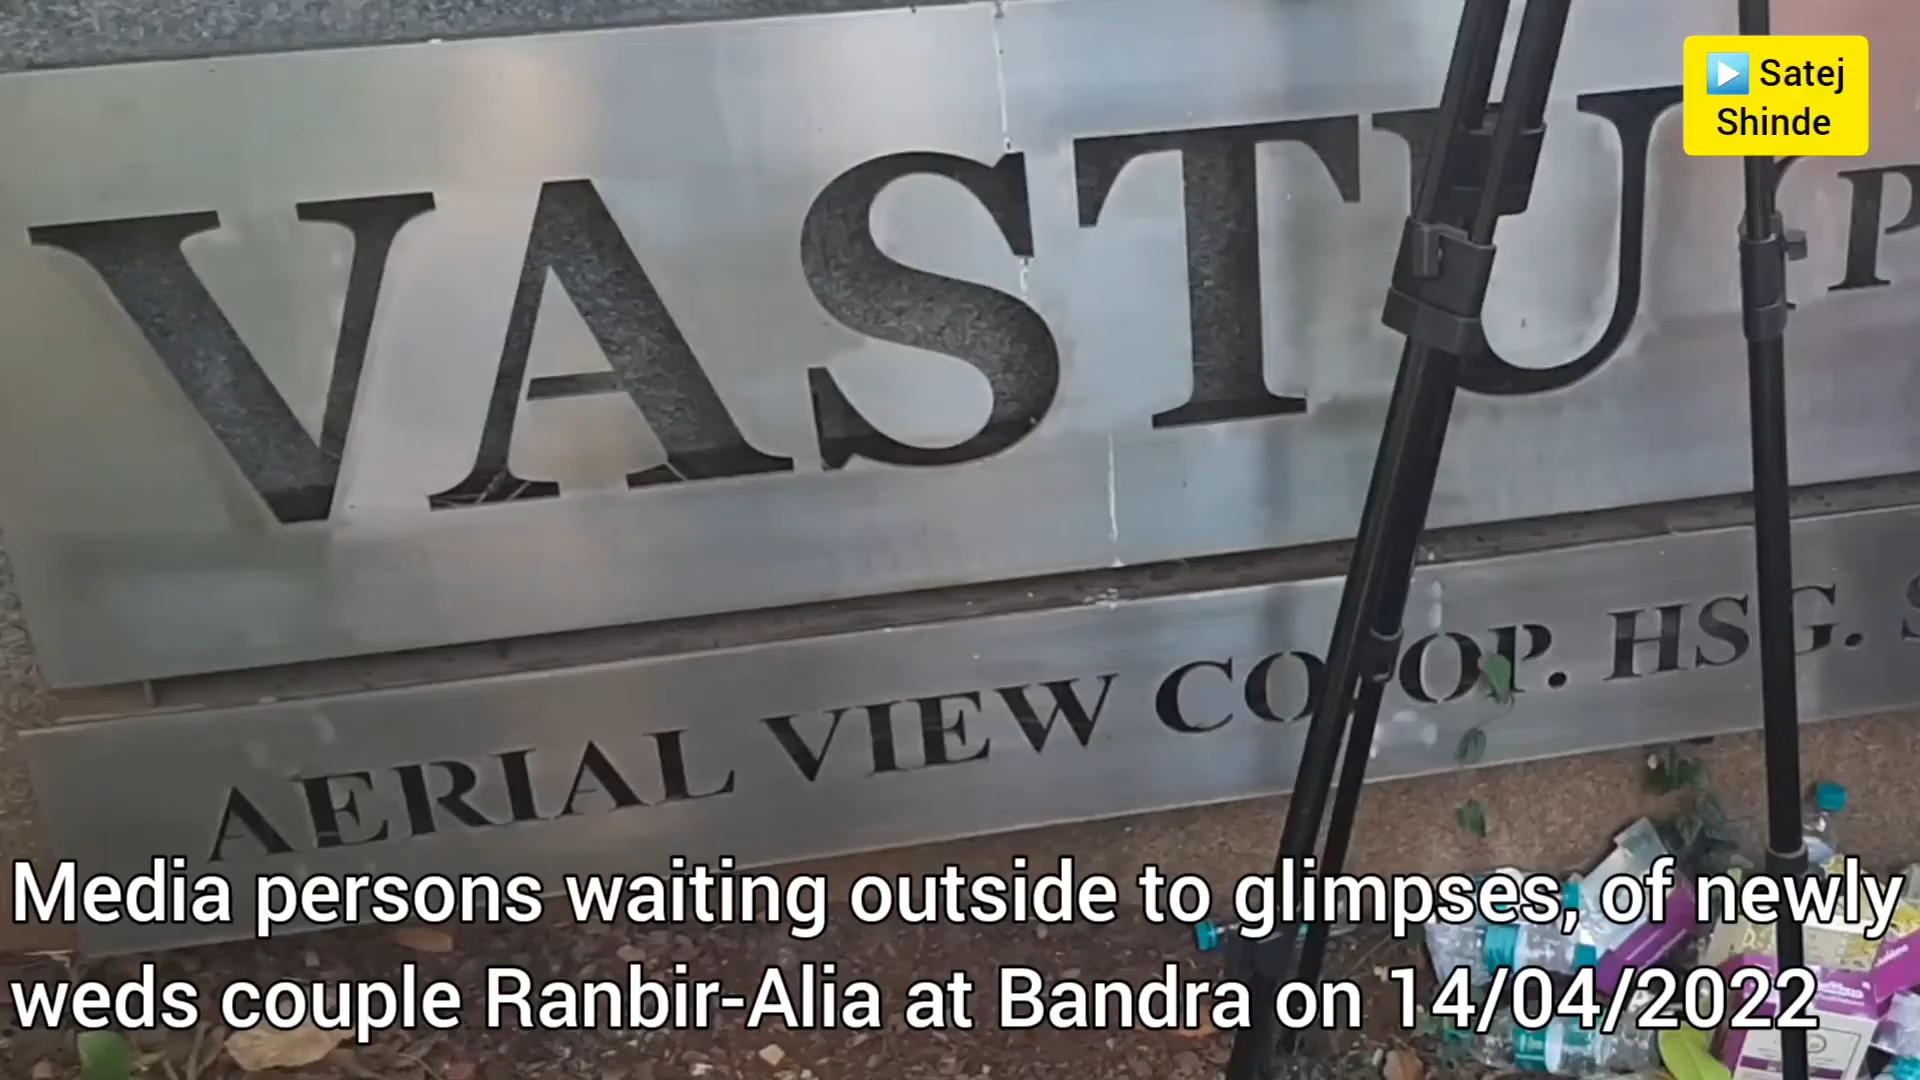 Satej
Shinde
VASTU
AERIAL VIEW CO-OP. HSG.
Media persons waiting outside to glimpses, of newly
weds couple Ranbir-Alia at Bandra on 14/04/2022